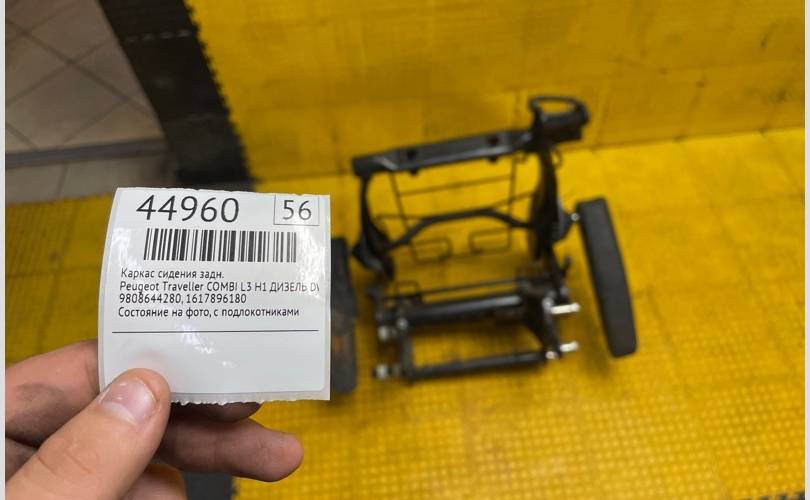 44960 56
Каркас сидения задн.
Peugeot Traveller COMBI L3 H1 ДИЗЕЛЬ
9808644280, 1617896180
Состояние на фото, с подлокотниками